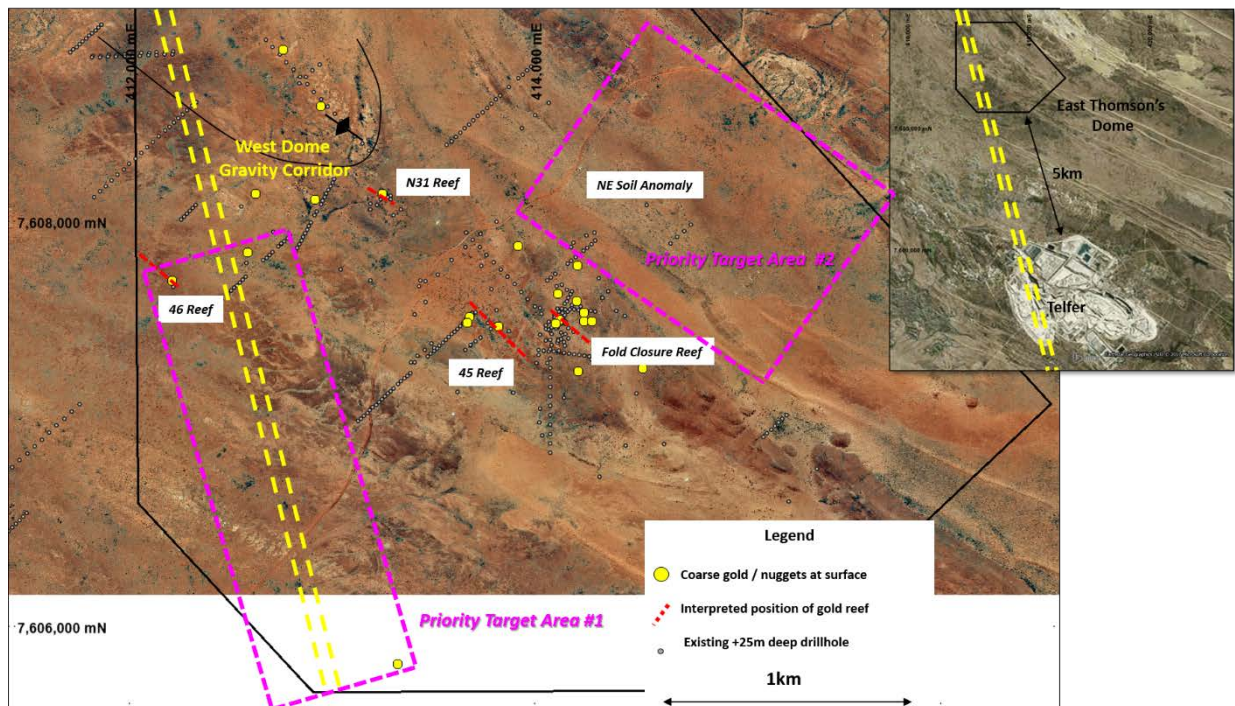 412,000 mE
414,000 mE
West Dome
Gravity Corridor
N31 Reef
NE Soil Anomaly
7,608,000 mN
Priority Target Area #2
46 Reef
45 Reef
Fold Closure Reef
East Thomson's
Dome
5km
Telfer
Priority Target Area #1
7,606,000 mN
Legend
Coarse gold / nuggets at surface
Interpreted position of gold reef
Existing +25m deep drillhole
1km